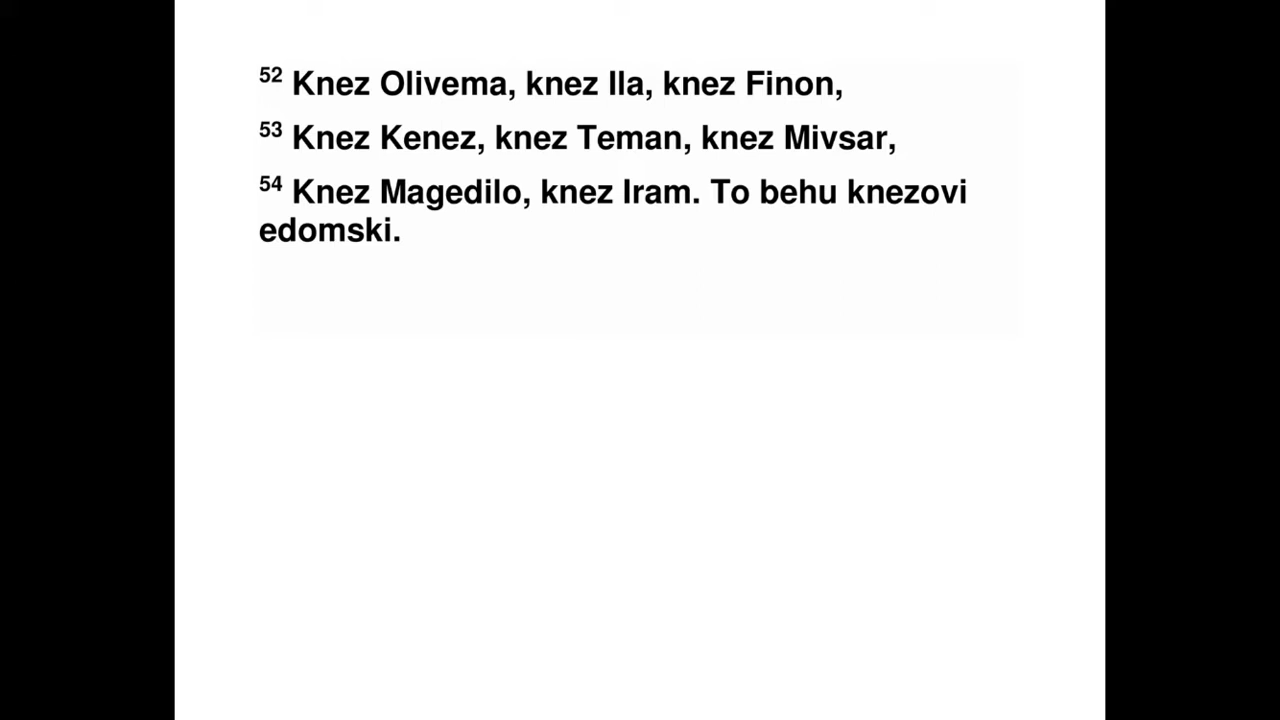 52 Knez Olivema, knez Ila, knez Finon,
53 Knez Kenez, knez Teman, knez Mivsar,
54 Knez Magedilo, knez Iram. To behu knezovi
edomski.